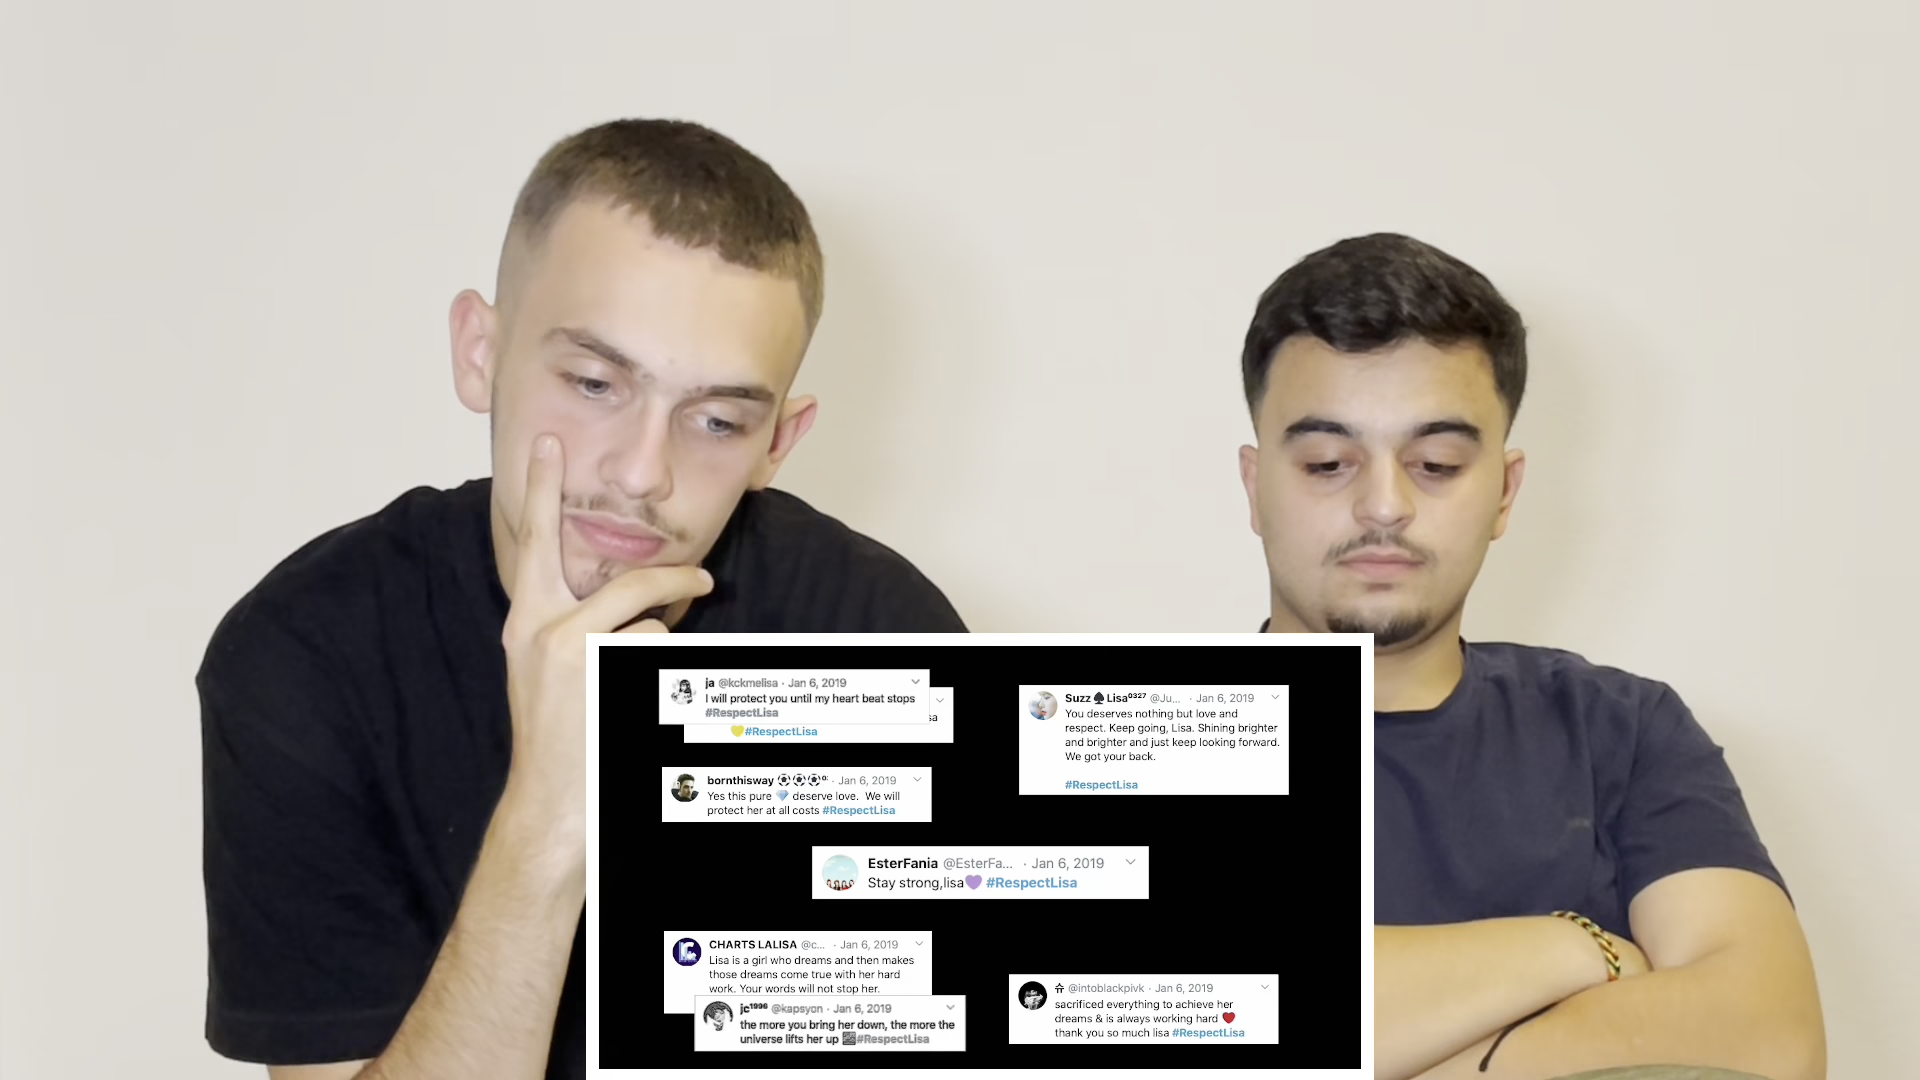 ja @kckmelisa · Jan 6, 2019
I will protect you until my heart beat stops
#RespectLisa
sa
#RespectLisa
Suzz Lisa⁰³²⁷ @Ju... · Jan 6, 2019
You deserves nothing but love and
respect. Keep going, Lisa. Shining brighter
and brighter and just keep looking forward.
We got your back.
#RespectLisa
bornthisway · Jan 6, 2019
Yes this pure 💎 deserve love. We will
protect her at all costs #RespectLisa
EsterFania @EsterFa... · Jan 6, 2019
Stay strong,lisa💜 #RespectLisa
CHARTS LALISA @c... · Jan 6, 2019
Lisa is a girl who dreams and then makes
those dreams come true with her hard
work. Your words will not stop her.
jc¹⁹⁹⁶ @kapsyon · Jan 6, 2019
the more you bring her down, the more the
universe lifts her up #RespectLisa
슈 @intoblackpivk · Jan 6, 2019
sacrificed everything to achieve her
dreams & is always working hard ❤️
thank you so much lisa #RespectLisa